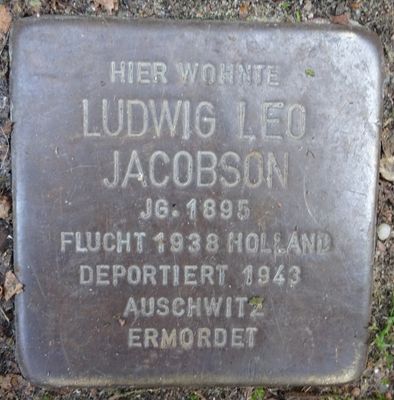 HIER WOHNTE
LUDWIG LEO
JACOBSON
JG. 1895
FLUCHT 1938 HOLLAND
DEPORTIERT 1943
AUSCHWITZ
ERMORDET